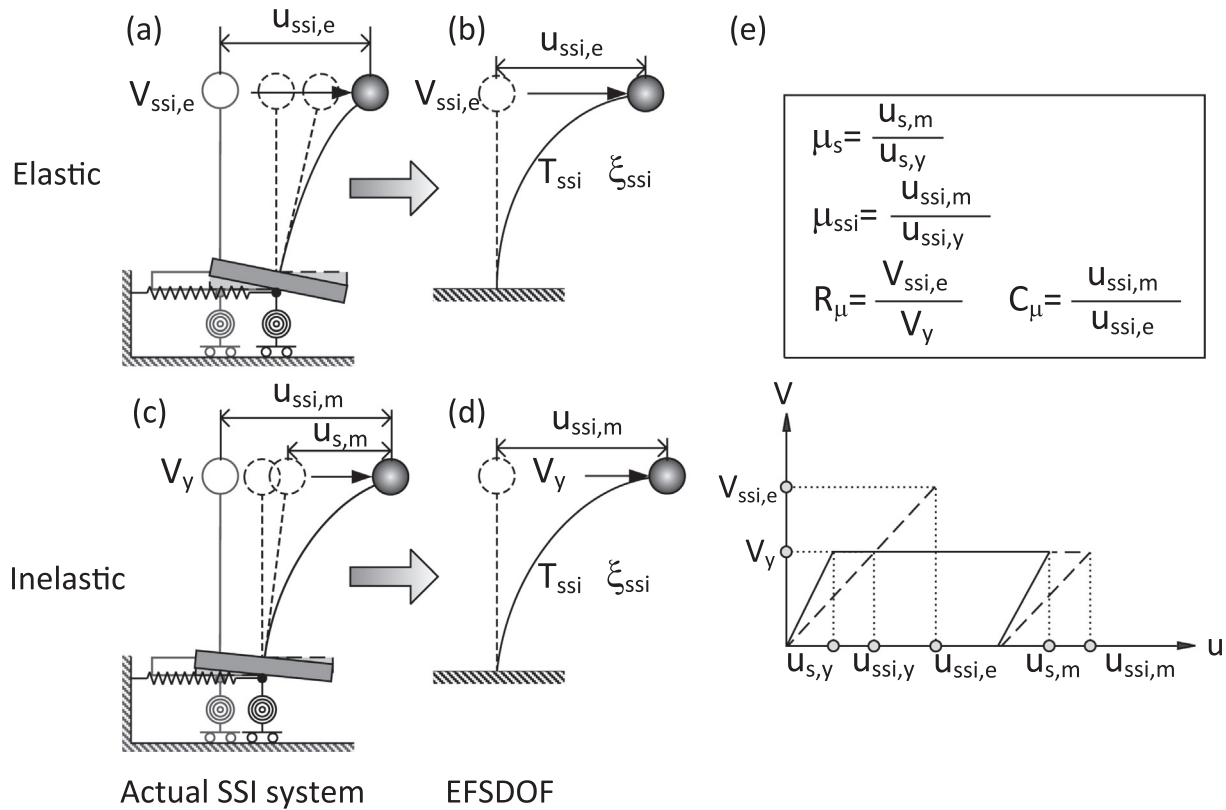 (a)
u_ssi,e
V_ssi,e
(b)
u_ssi,e
V_ssi,e
T_ssi ξ_ssi
Elastic
(c)
u_ssi,m
u_s,m
V_y
(d)
u_ssi,m
V_y
T_ssi ξ_ssi
Inelastic
Actual SSI system
EFSDOF
(e)
μ_s= u_s,m / u_s,y
μ_ssi= u_ssi,m / u_ssi,y
R_μ= V_ssi,e / V_y C_μ= u_ssi,m / u_ssi,e
V
V_ssi,e
V_y
u_s,y u_ssi,y u_ssi,e u_s,m u_ssi,m u